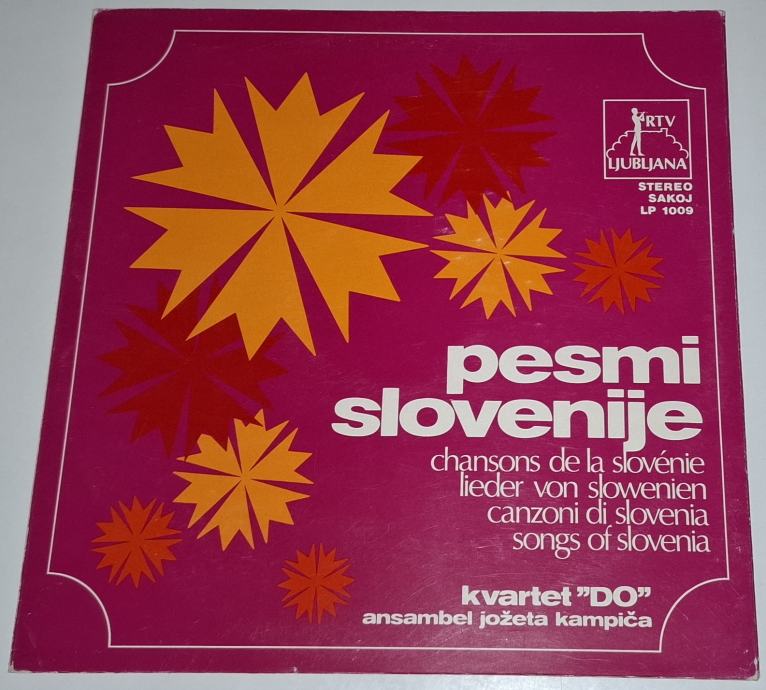 RTV
LJUBLJANA
STEREO
SAKOJ
LP 1009
pesmi
slovenije
chansons de la slovénie
lieder von slowenien
canzoni di slovenia
songs of slovenia
kvartet "DO"
ansambel jožeta kampiča